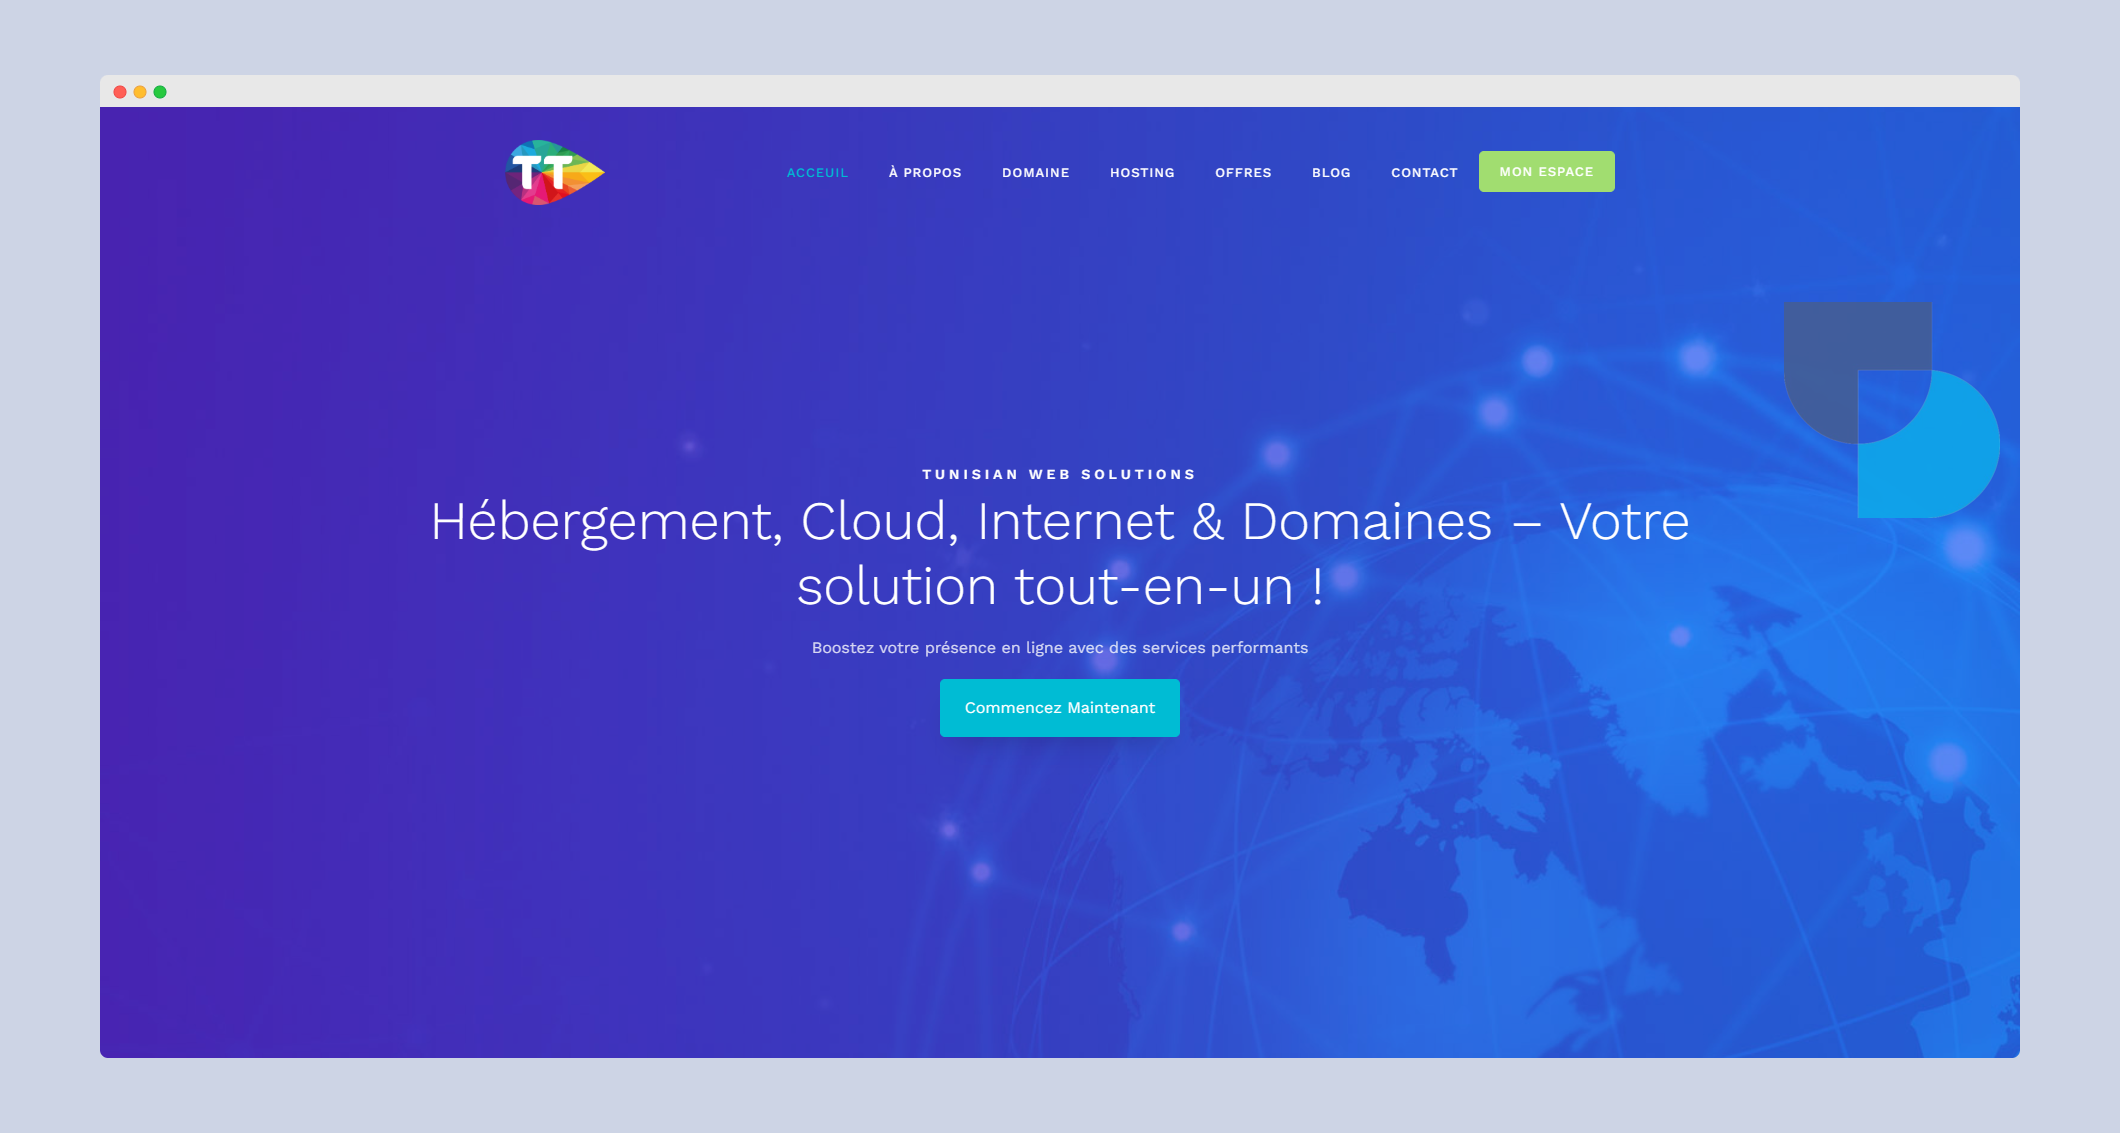 TT
ACCEUIL À PROPOS DOMAINE HOSTING OFFRES BLOG CONTACT MON ESPACE
TUNISIAN WEB SOLUTIONS
Hébergement, Cloud, Internet & Domaines – Votre
solution tout-en-un !
Boostez votre présence en ligne avec des services performants
Commencez Maintenant